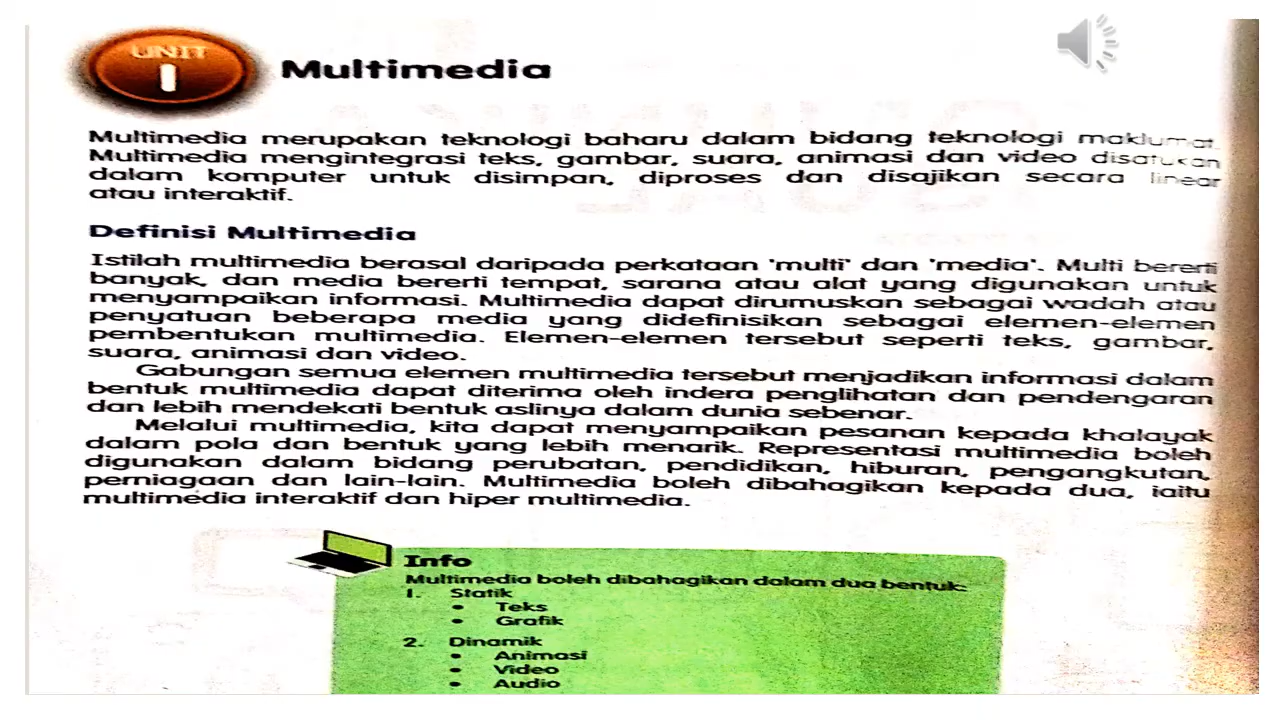 UNIT
1
Multimedia
Multimedia merupakan teknologi baharu dalam bidang teknologi maklumat.
Multimedia mengintegrasi teks, gambar, suara, animasi dan video disatukan
dalam komputer untuk disimpan, diproses dan disajikan secara linear
atau interaktif.
Definisi Multimedia
Istilah multimedia berasal daripada perkataan 'multi' dan 'media'. Multi bererti
banyak, dan media bererti tempat, sarana atau alat yang digunakan untuk
menyampaikan informasi. Multimedia dapat dirumuskan sebagai wadah atau
penyatuan beberapa media yang didefinisikan sebagai elemen-elemen
pembentukan multimedia. Elemen-elemen tersebut seperti teks, gambar,
suara, animasi dan video.
Gabungan semua elemen multimedia tersebut menjadikan informasi dalam
bentuk multimedia dapat diterima oleh indera penglihatan dan pendengaran
dan lebih mendekati bentuk aslinya dalam dunia sebenar.
Melalui multimedia, kita dapat menyampaikan pesanan kepada khalayak
dalam pola dan bentuk yang lebih menarik. Representasi multimedia boleh
digunakan dalam bidang perubatan, pendidikan, hiburan, pengangkutan,
perniagaan dan lain-lain. Multimedia boleh dibahagikan kepada dua, iaitu
multimedia interaktif dan hiper multimedia.
Info
Multimedia boleh dibahagikan dalam dua bentuk:
1. Statik
• Teks
• Grafik
2. Dinamik
• Animasi
• Video
• Audio